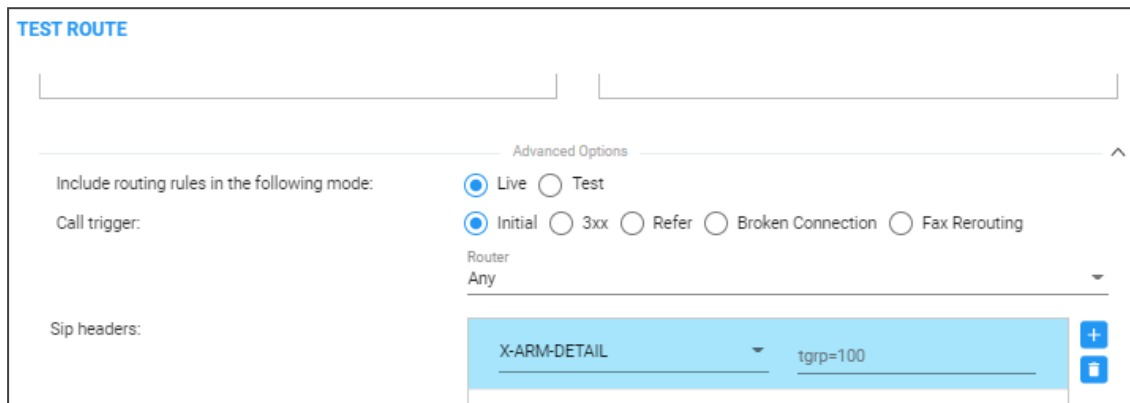 TEST ROUTE
Advanced Options
Include routing rules in the following mode: Live Test
Call trigger: Initial 3xx Refer Broken Connection Fax Rerouting
Router
Any
Sip headers:
X-ARM-DETAIL tgrp=100